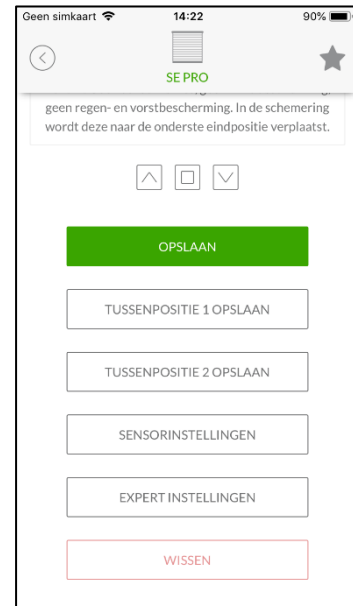 Geen simkaart 14:22 90%
SE PRO
geen regen- en vorstbescherming. In de schemering
wordt deze naar de onderste eindpositie verplaatst.
OPSLAAN
TUSSENPOSITIE 1 OPSLAAN
TUSSENPOSITIE 2 OPSLAAN
SENSORINSTELLINGEN
EXPERT INSTELLINGEN
WISSEN